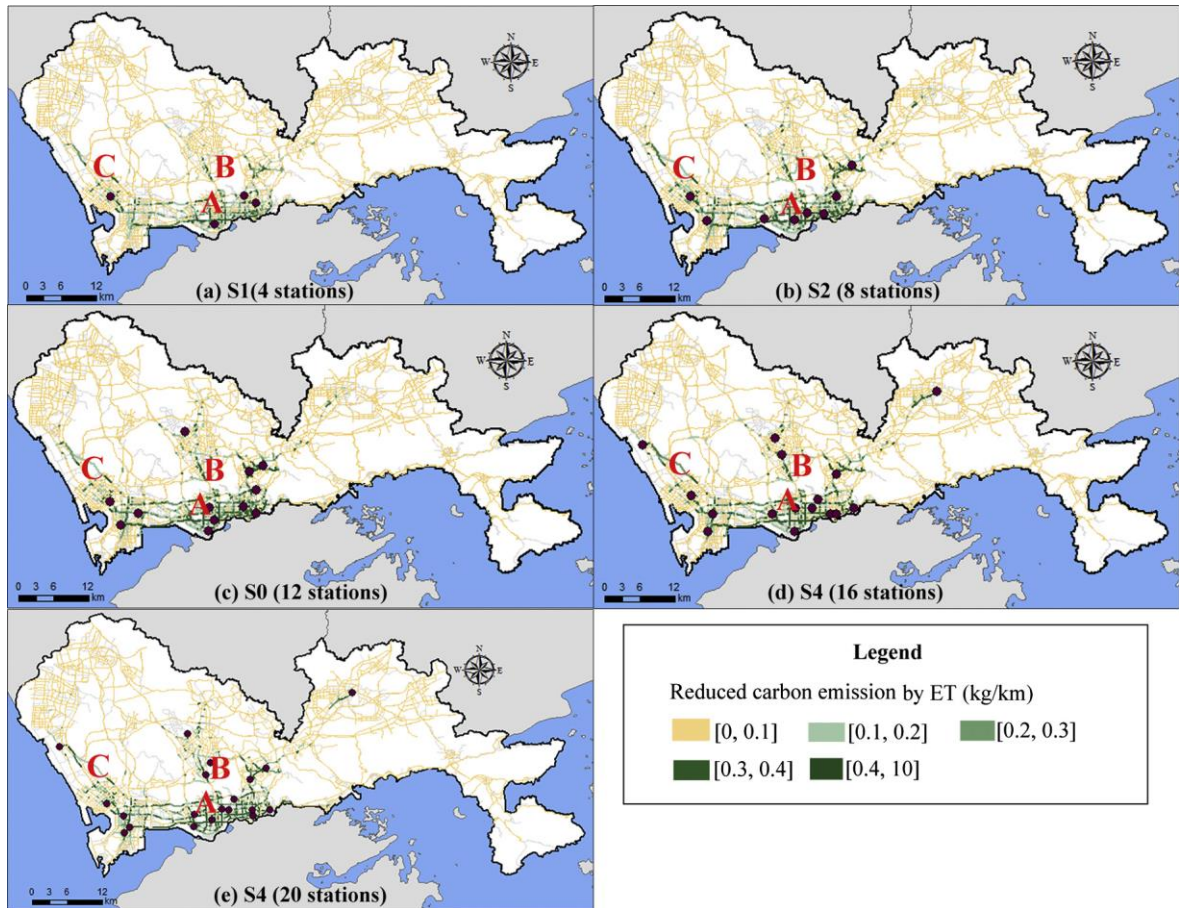 N
W E
S
C
B
A
0 3 6 12
km
(a) S1(4 stations)
N
W E
S
C
B
A
0 3 6 12
km
(b) S2 (8 stations)
N
W E
S
C
B
A
0 3 6 12
km
(c) S0 (12 stations)
N
W E
S
C
B
A
0 3 6 12
km
(d) S4 (16 stations)
N
W E
S
C
B
A
0 3 6 12
km
(e) S4 (20 stations)
Legend
Reduced carbon emission by ET (kg/km)
[0, 0.1] [0.1, 0.2] [0.2, 0.3]
[0.3, 0.4] [0.4, 10]